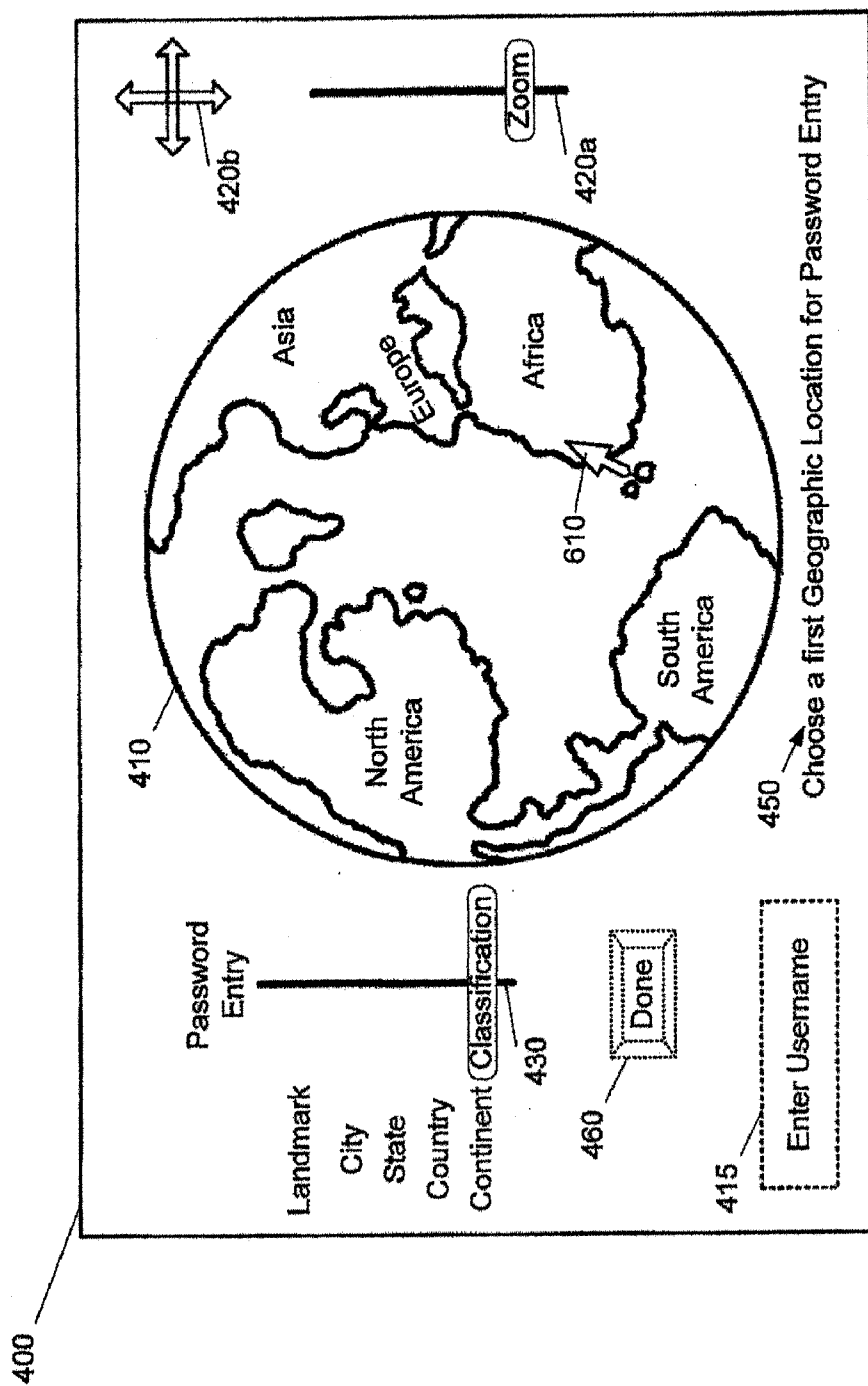 400
Password
Entry
Landmark
City
State
Country
Continent
Classification
430
460
Done
415
Enter Username
410
North
America
South
America
Europe
Asia
Africa
610
450
Choose a first Geographic Location for Password Entry
420b
Zoom
420a